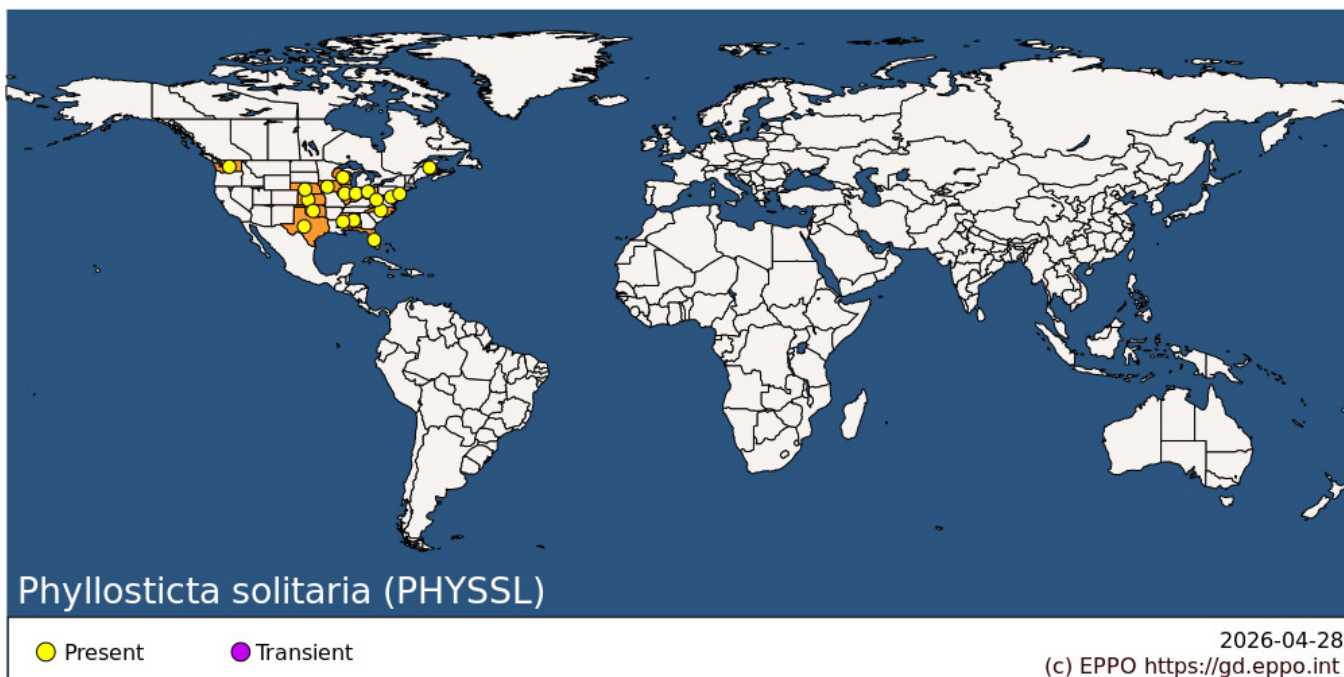 Phyllosticta solitaria (PHYSSL)
Present
Transient
2026-04-28
(c) EPPO https://gd.eppo.int